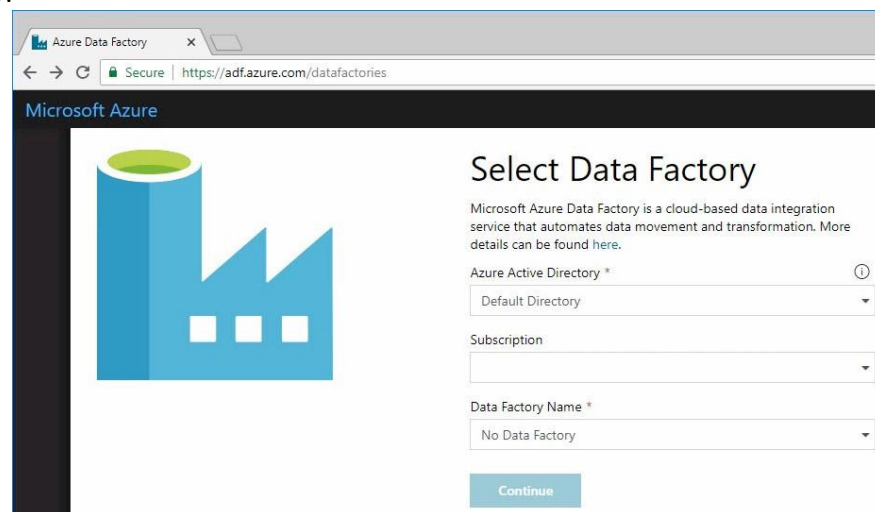 Azure Data Factory
Secure | https://adf.azure.com/datafactories
Microsoft Azure
Select Data Factory
Microsoft Azure Data Factory is a cloud-based data integration
service that automates data movement and transformation. More
details can be found here.
Azure Active Directory *
Default Directory
Subscription
Data Factory Name *
No Data Factory
Continue